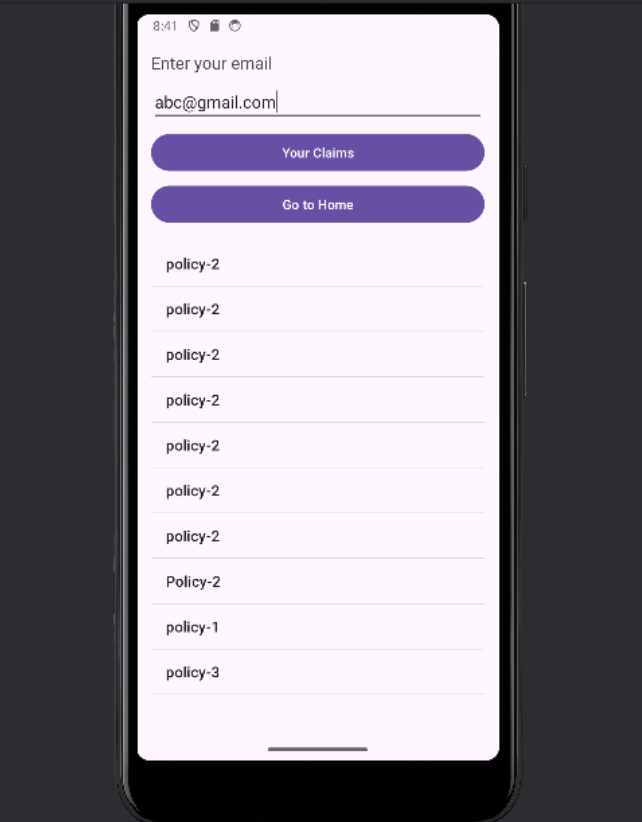 8:41
Enter your email
abc@gmail.com
Your Claims
Go to Home
policy-2
policy-2
policy-2
policy-2
policy-2
policy-2
policy-2
Policy-2
policy-1
policy-3